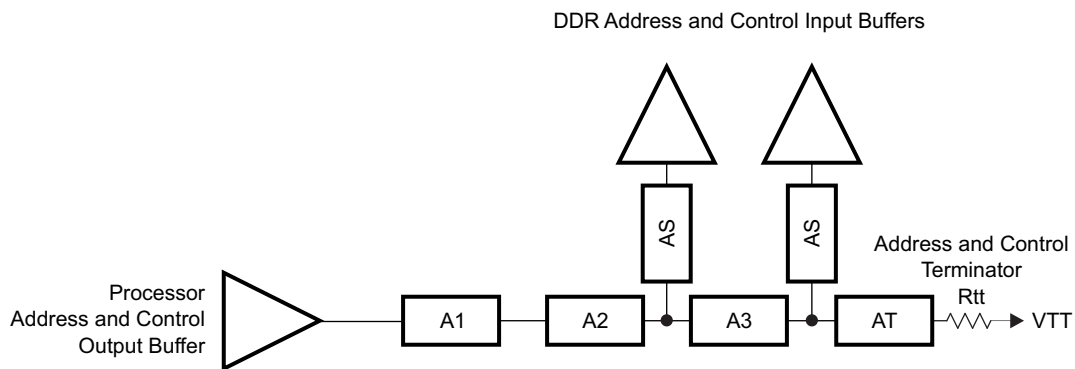 DDR Address and Control Input Buffers
AS
AS
Processor
Address and Control
Output Buffer
A1
A2
A3
AT
Address and Control
Terminator
Rtt
VTT